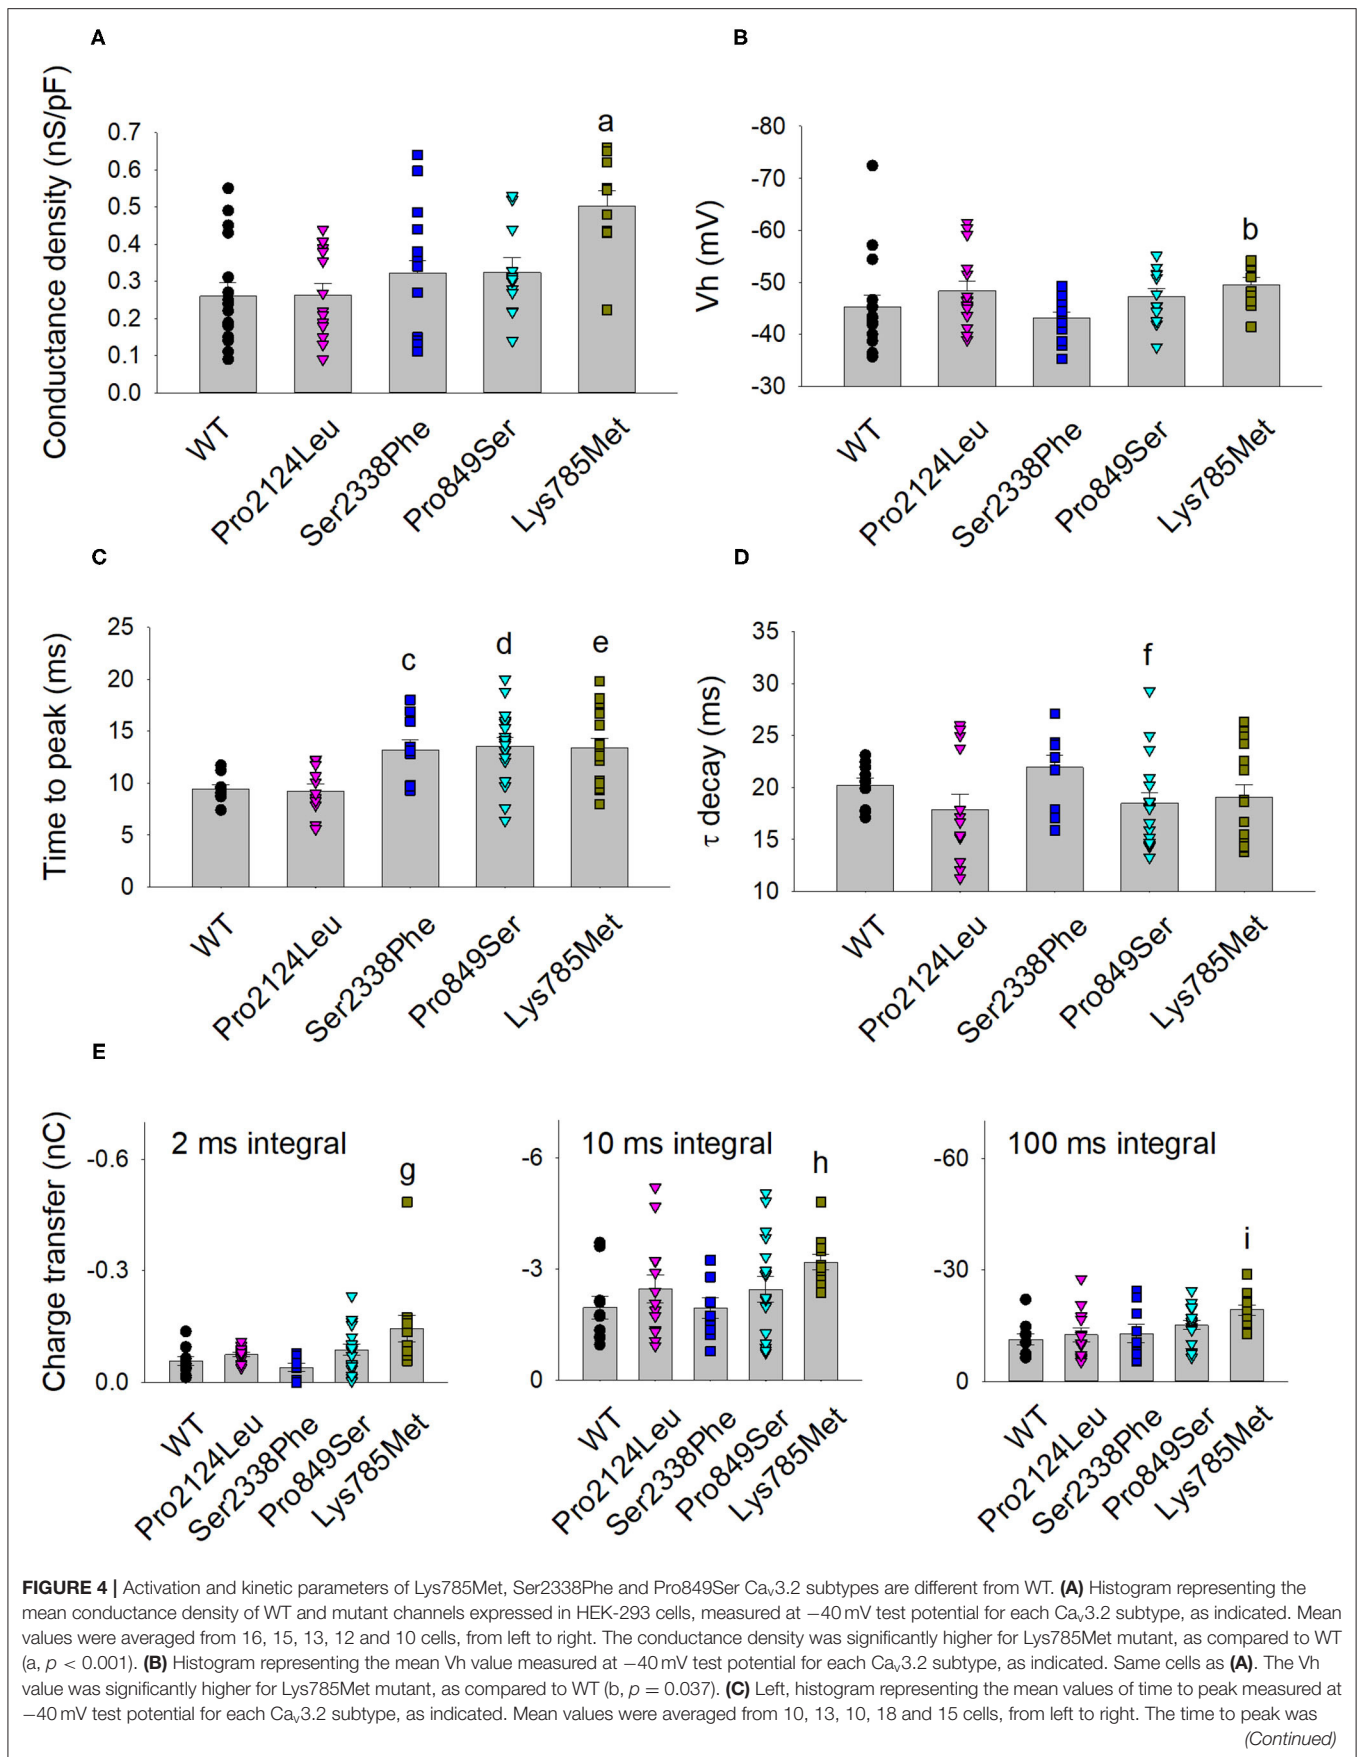 A
Conductance density (nS/pF)
0.7
0.6
0.5
0.4
0.3
0.2
0.1
0.0
a
WT
Pro2124Leu
Ser2338Phe
Pro849Ser
Lys785Met
B
Vh (mV)
-80
-70
-60
-50
-40
-30
b
WT
Pro2124Leu
Ser2338Phe
Pro849Ser
Lys785Met
C
Time to peak (ms)
25
20
15
10
5
0
c
d
e
WT
Pro2124Leu
Ser2338Phe
Pro849Ser
Lys785Met
D
τ decay (ms)
35
30
25
20
15
10
f
WT
Pro2124Leu
Ser2338Phe
Pro849Ser
Lys785Met
E
Charge transfer (nC)
2 ms integral
-0.6
-0.3
0.0
g
WT
Pro2124Leu
Ser2338Phe
Pro849Ser
Lys785Met
10 ms integral
-6
-3
0
h
WT
Pro2124Leu
Ser2338Phe
Pro849Ser
Lys785Met
100 ms integral
-60
-30
0
i
WT
Pro2124Leu
Ser2338Phe
Pro849Ser
Lys785Met
FIGURE 4 | Activation and kinetic parameters of Lys785Met, Ser2338Phe and Pro849Ser Cav3.2 subtypes are different from WT. (A) Histogram representing the
mean conductance density of WT and mutant channels expressed in HEK-293 cells, measured at −40 mV test potential for each Cav3.2 subtype, as indicated. Mean
values were averaged from 16, 15, 13, 12 and 10 cells, from left to right. The conductance density was significantly higher for Lys785Met mutant, as compared to WT
(a, p < 0.001). (B) Histogram representing the mean Vh value measured at −40 mV test potential for each Cav3.2 subtype, as indicated. Same cells as (A). The Vh
value was significantly higher for Lys785Met mutant, as compared to WT (b, p = 0.037). (C) Left, histogram representing the mean values of time to peak measured at
−40 mV test potential for each Cav3.2 subtype, as indicated. Mean values were averaged from 10, 13, 10, 18 and 15 cells, from left to right. The time to peak was
(Continued)